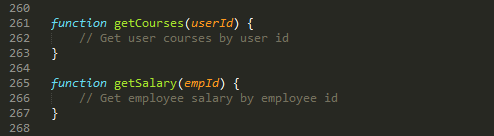 260
261 function getCourses(userId) {
262 // Get user courses by user id
263 }
264
265 function getSalary(empId) {
266 // Get employee salary by employee id
267 }
268